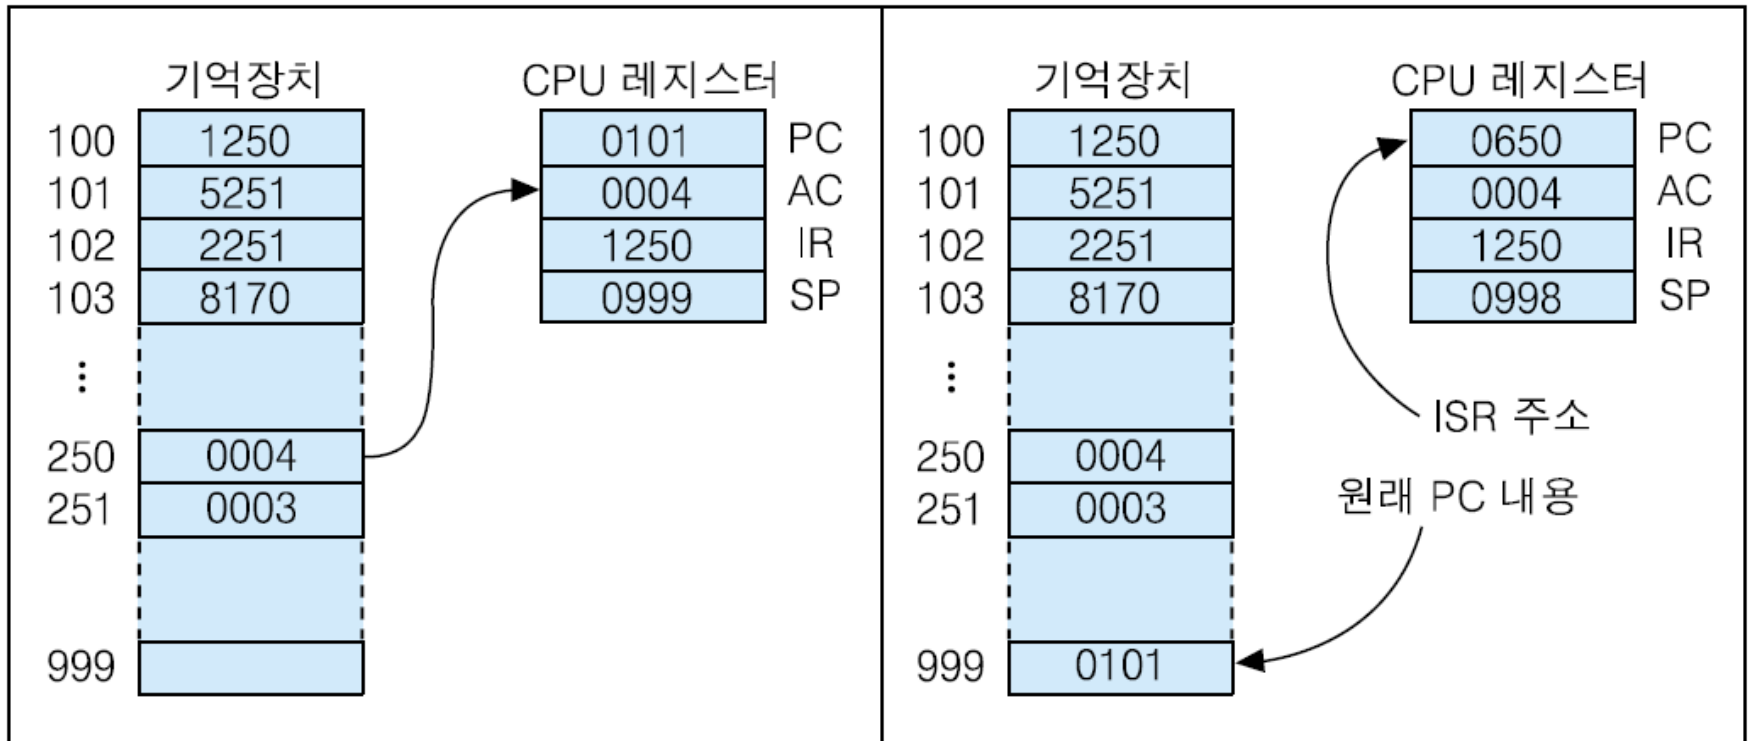 기억장치 CPU 레지스터
100 1250 0101 PC
101 5251 0004 AC
102 2251 1250 IR
103 8170 0999 SP
⋮
250 0004
251 0003
999
기억장치 CPU 레지스터
100 1250 0650 PC
101 5251 0004 AC
102 2251 1250 IR
103 8170 0998 SP
⋮
ISR 주소
250 0004
251 0003
원래 PC 내용
999 0101